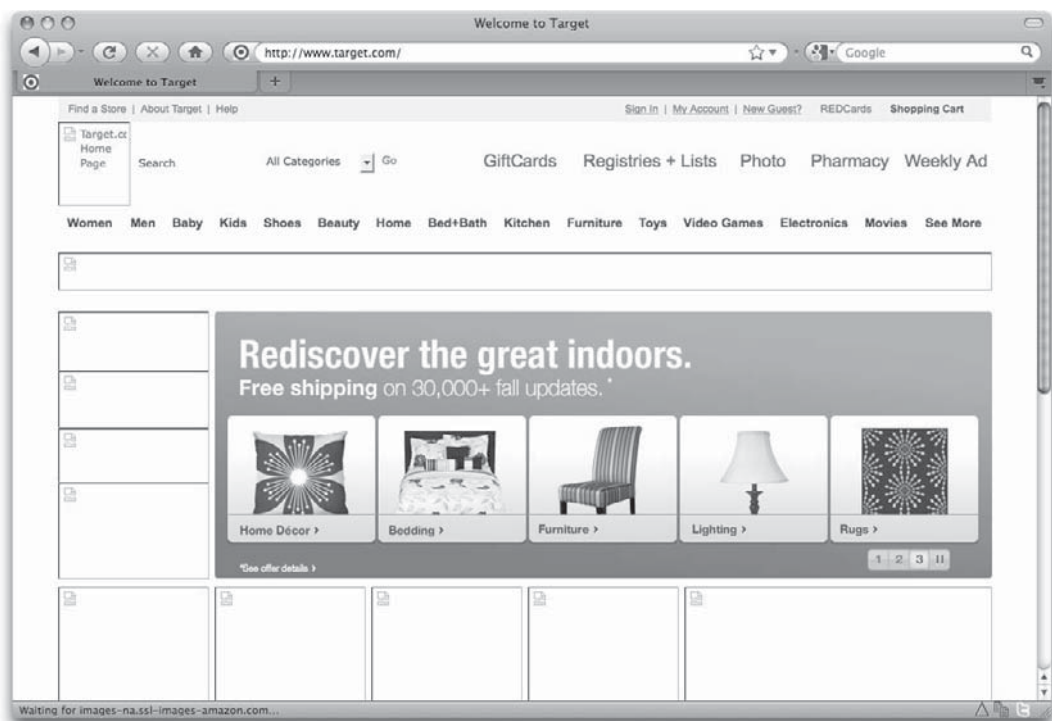 Welcome to Target
http://www.target.com/
Google
Welcome to Target
Find a Store | About Target | Help
Sign In | My Account | New Guest? REDCards Shopping Cart
Target.co
Home
Page
Search All Categories Go
GiftCards Registries + Lists Photo Pharmacy Weekly Ad
Women Men Baby Kids Shoes Beauty Home Bed+Bath Kitchen Furniture Toys Video Games Electronics Movies See More
Rediscover the great indoors.
Free shipping on 30,000+ fall updates.*
Home Décor › Bedding › Furniture › Lighting › Rugs ›
*See offer details ›
1 2 3 II
Waiting for images-na.ssl-images-amazon.com...